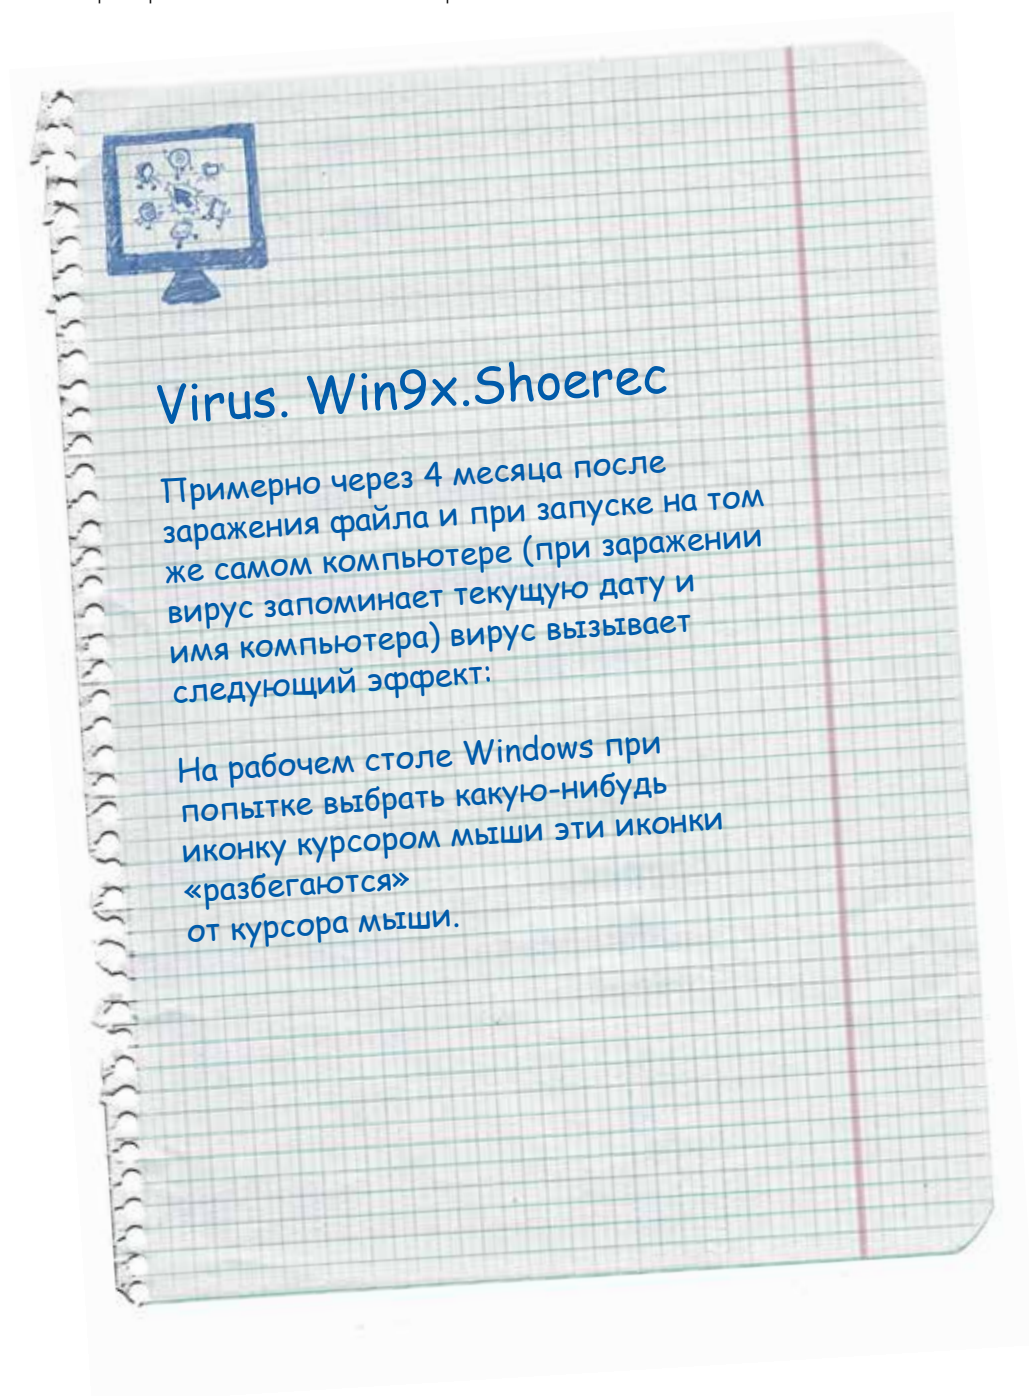 Virus. Win9x.Shoerec
Примерно через 4 месяца после
заражения файла и при запуске на том
же самом компьютере (при заражении
вирус запоминает текущую дату и
имя компьютера) вирус вызывает
следующий эффект:
На рабочем столе Windows при
попытке выбрать какую-нибудь
иконку курсором мыши эти иконки
«разбегаются»
от курсора мыши.